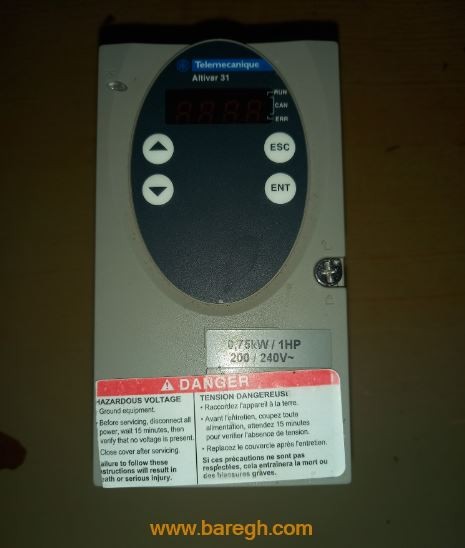 Telemecanique
Altivar 31
RUN
CAN
ERR
ESC
ENT
0,75kW / 1HP
200 / 240V~
DANGER
HAZARDOUS VOLTAGE
Ground equipment.
Before servicing, disconnect all
power, wait 15 minutes, then
verify that no voltage is present.
Close cover after servicing.
ailure to follow these
structions will result in
eath or serious injury.
TENSION DANGEREUSE
• Raccordez l'appareil à la terre.
• Avant l'entretien, coupez toute
alimentation, attendez 15 minutes
pour vérifier l'absence de tension.
• Replacez le couvercle après l'entretien.
Si ces précautions ne sont pas
respectées, cela entraînera la mort ou
des blessures graves.
www.baregh.com